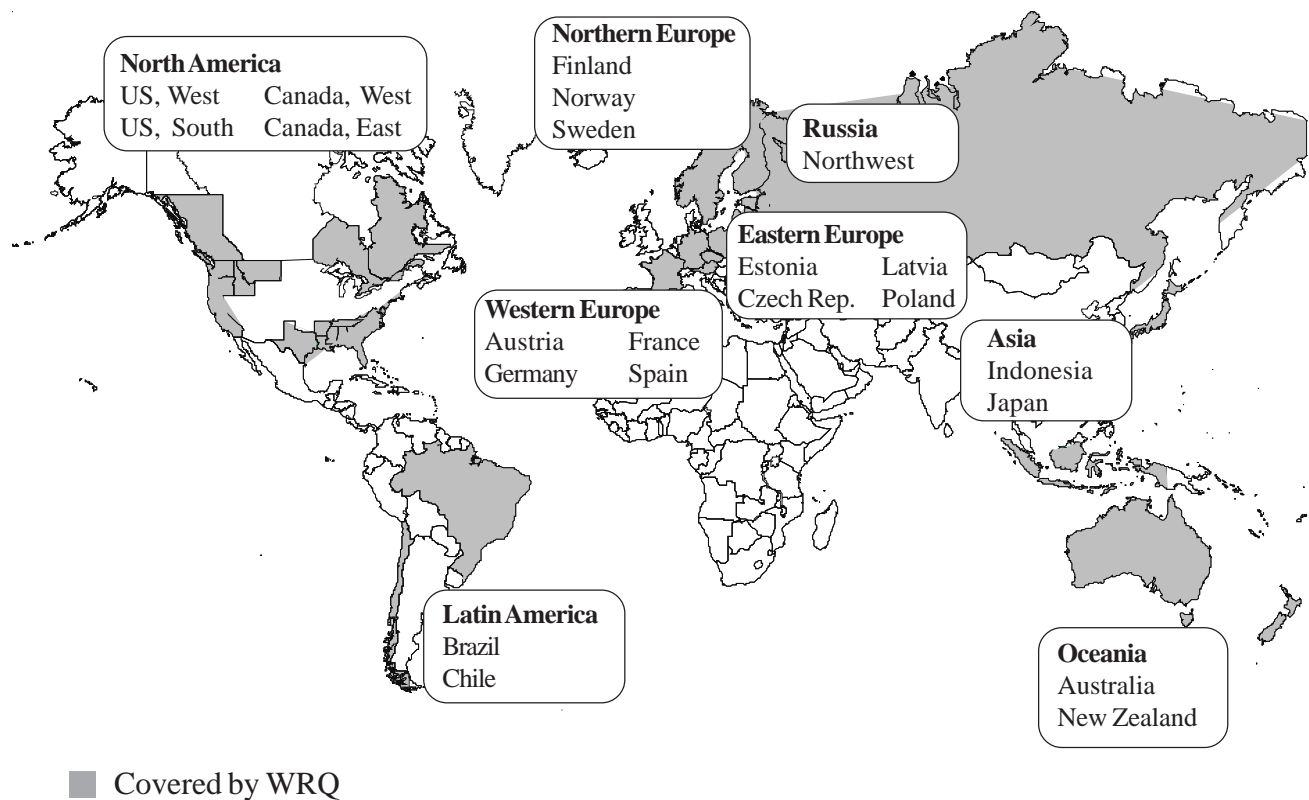 North America
US, West Canada, West
US, South Canada, East
Northern Europe
Finland
Norway
Sweden
Russia
Northwest
Eastern Europe
Estonia Latvia
Czech Rep. Poland
Western Europe
Austria France
Germany Spain
Asia
Indonesia
Japan
Latin America
Brazil
Chile
Oceania
Australia
New Zealand
Covered by WRQ